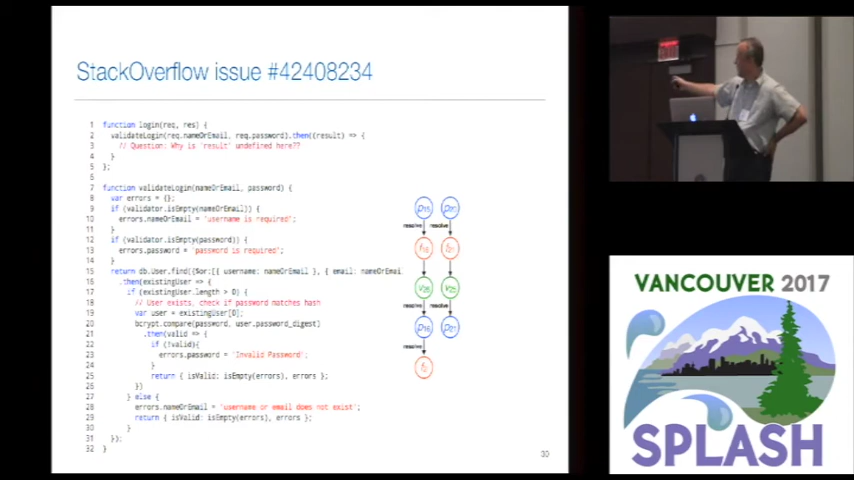 StackOverflow issue #42408234
1 function login(req, res) {
2 validateLogin(req.nameOrEmail, req.password).then((result) => {
3 // Question: Why is 'result' undefined here??
4 }
5 };
6
7 function validateLogin(nameOrEmail, password) {
8 var errors = {};
9 if (validator.isEmpty(nameOrEmail)) {
10 errors.nameOrEmail = 'username is required';
11 }
12 if (validator.isEmpty(password)) {
13 errors.password = 'password is required';
14 }
15 return db.User.find({$or:[{ username: nameOrEmail }, { email: nameOrEmai
16 .then(existingUser => {
17 if (existingUser.length > 0) {
18 // User exists, check if password matches hash
19 var user = existingUser[0];
20 bcrypt.compare(password, user.password_digest)
21 .then(valid => {
22 if (!valid){
23 errors.password = 'Invalid Password';
24 }
25 return { isValid: isEmpty(errors), errors };
26 })
27 } else {
28 errors.nameOrEmail = 'username or email does not exist';
29 return { isValid: isEmpty(errors), errors };
30 }
31 });
32 }
resolve resolve
resolve resolve
resolve
VANCOUVER 2017
SPLASH